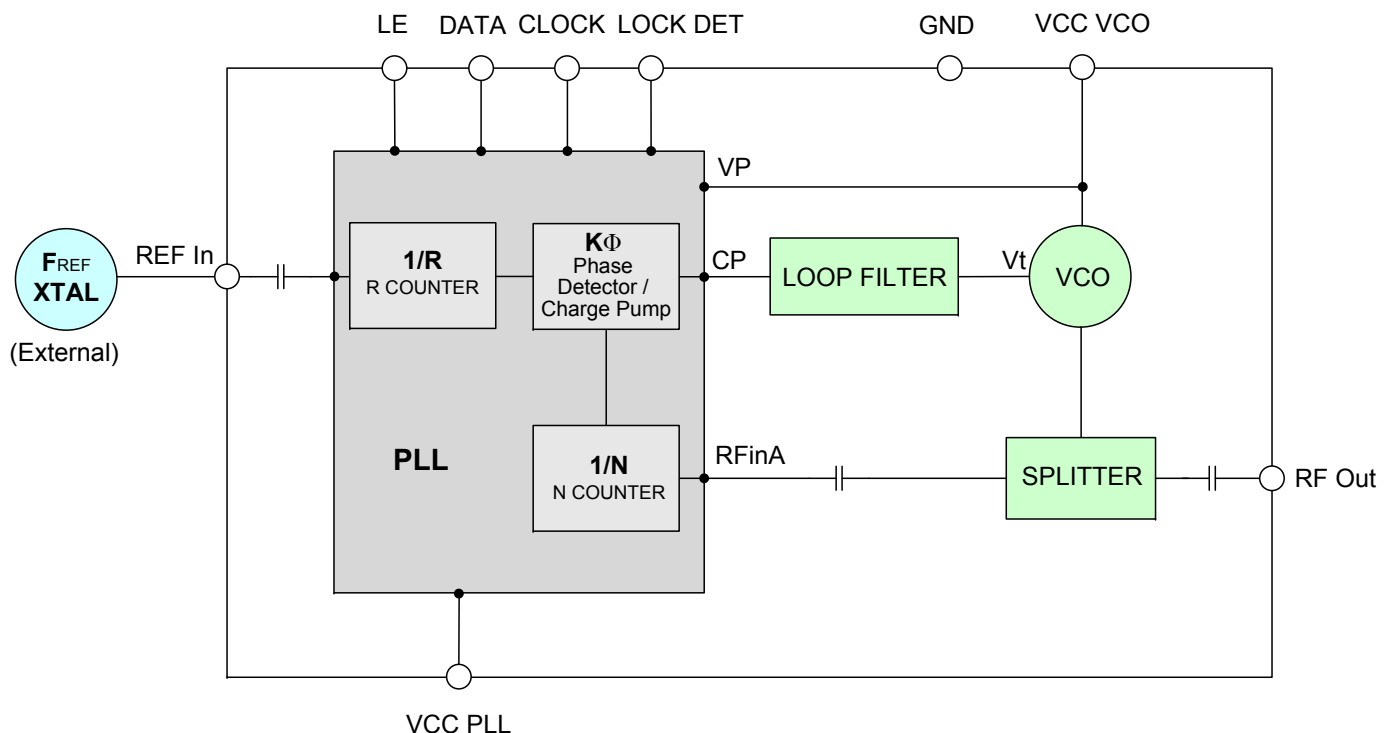 LE DATA CLOCK LOCK DET GND VCC VCO
VP
FREF
XTAL
(External)
REF In
1/R
R COUNTER
KΦ
Phase
Detector /
Charge Pump
CP
LOOP FILTER
Vt
VCO
PLL
1/N
N COUNTER
RFinA
SPLITTER
RF Out
VCC PLL